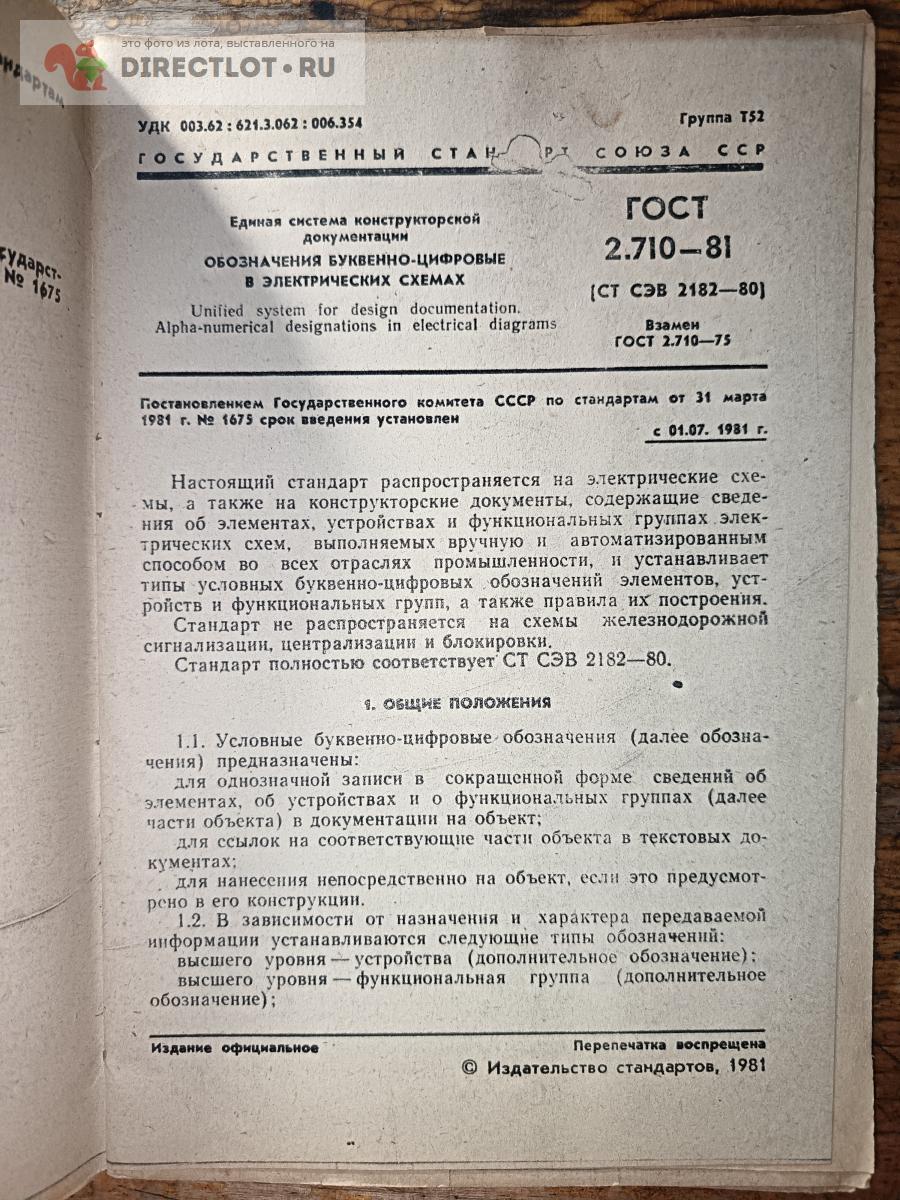 это фото из лота, выставленного на
DIRECTLOT.RU
ндартам
сударст-
№ 1675
УДК 003.62 : 621.3.062 : 006.354
Группа Т52
ГОСУДАРСТВЕННЫЙ СОЮЗА ССР
Единая система конструкторской
документации
ОБОЗНАЧЕНИЯ БУКВЕННО-ЦИФРОВЫЕ
В ЭЛЕКТРИЧЕСКИХ СХЕМАХ
Unified system for design documentation.
Alpha-numerical designations in electrical diagrams
ГОСТ
2.710—81
[СТ СЭВ 2182—80]
Взамен
ГОСТ 2.710—75
Постановлением Государственного комитета СССР по стандартам от 31 марта
1981 г. № 1675 срок введения установлен
с 01.07. 1981 г.
Настоящий стандарт распространяется на электрические схе-
мы, а также на конструкторские документы, содержащие сведе-
ния об элементах, устройствах и функциональных группах элек-
трических схем, выполняемых вручную и автоматизированным
способом во всех отраслях промышленности, и устанавливает
типы условных буквенно-цифровых обозначений элементов, уст-
ройств и функциональных групп, а также правила их построения.
Стандарт не распространяется на схемы железнодорожной
сигнализации, централизации и блокировки.
Стандарт полностью соответствует СТ СЭВ 2182—80.
1. ОБЩИЕ ПОЛОЖЕНИЯ
1.1. Условные буквенно-цифровые обозначения (далее обозна-
чения) предназначены:
для однозначной записи в сокращенной форме сведений об
элементах, об устройствах и о функциональных группах (далее
части объекта) в документации на объект;
для ссылок на соответствующие части объекта в текстовых до-
кументах;
для нанесения непосредственно на объект, если это предусмот-
рено в его конструкции.
1.2. В зависимости от назначения и характера передаваемой
информации устанавливаются следующие типы обозначений:
высшего уровня — устройства (дополнительное обозначение);
высшего уровня — функциональная группа (дополнительное
обозначение);
Издание официальное
Перепечатка воспрещена
© Издательство стандартов, 1981